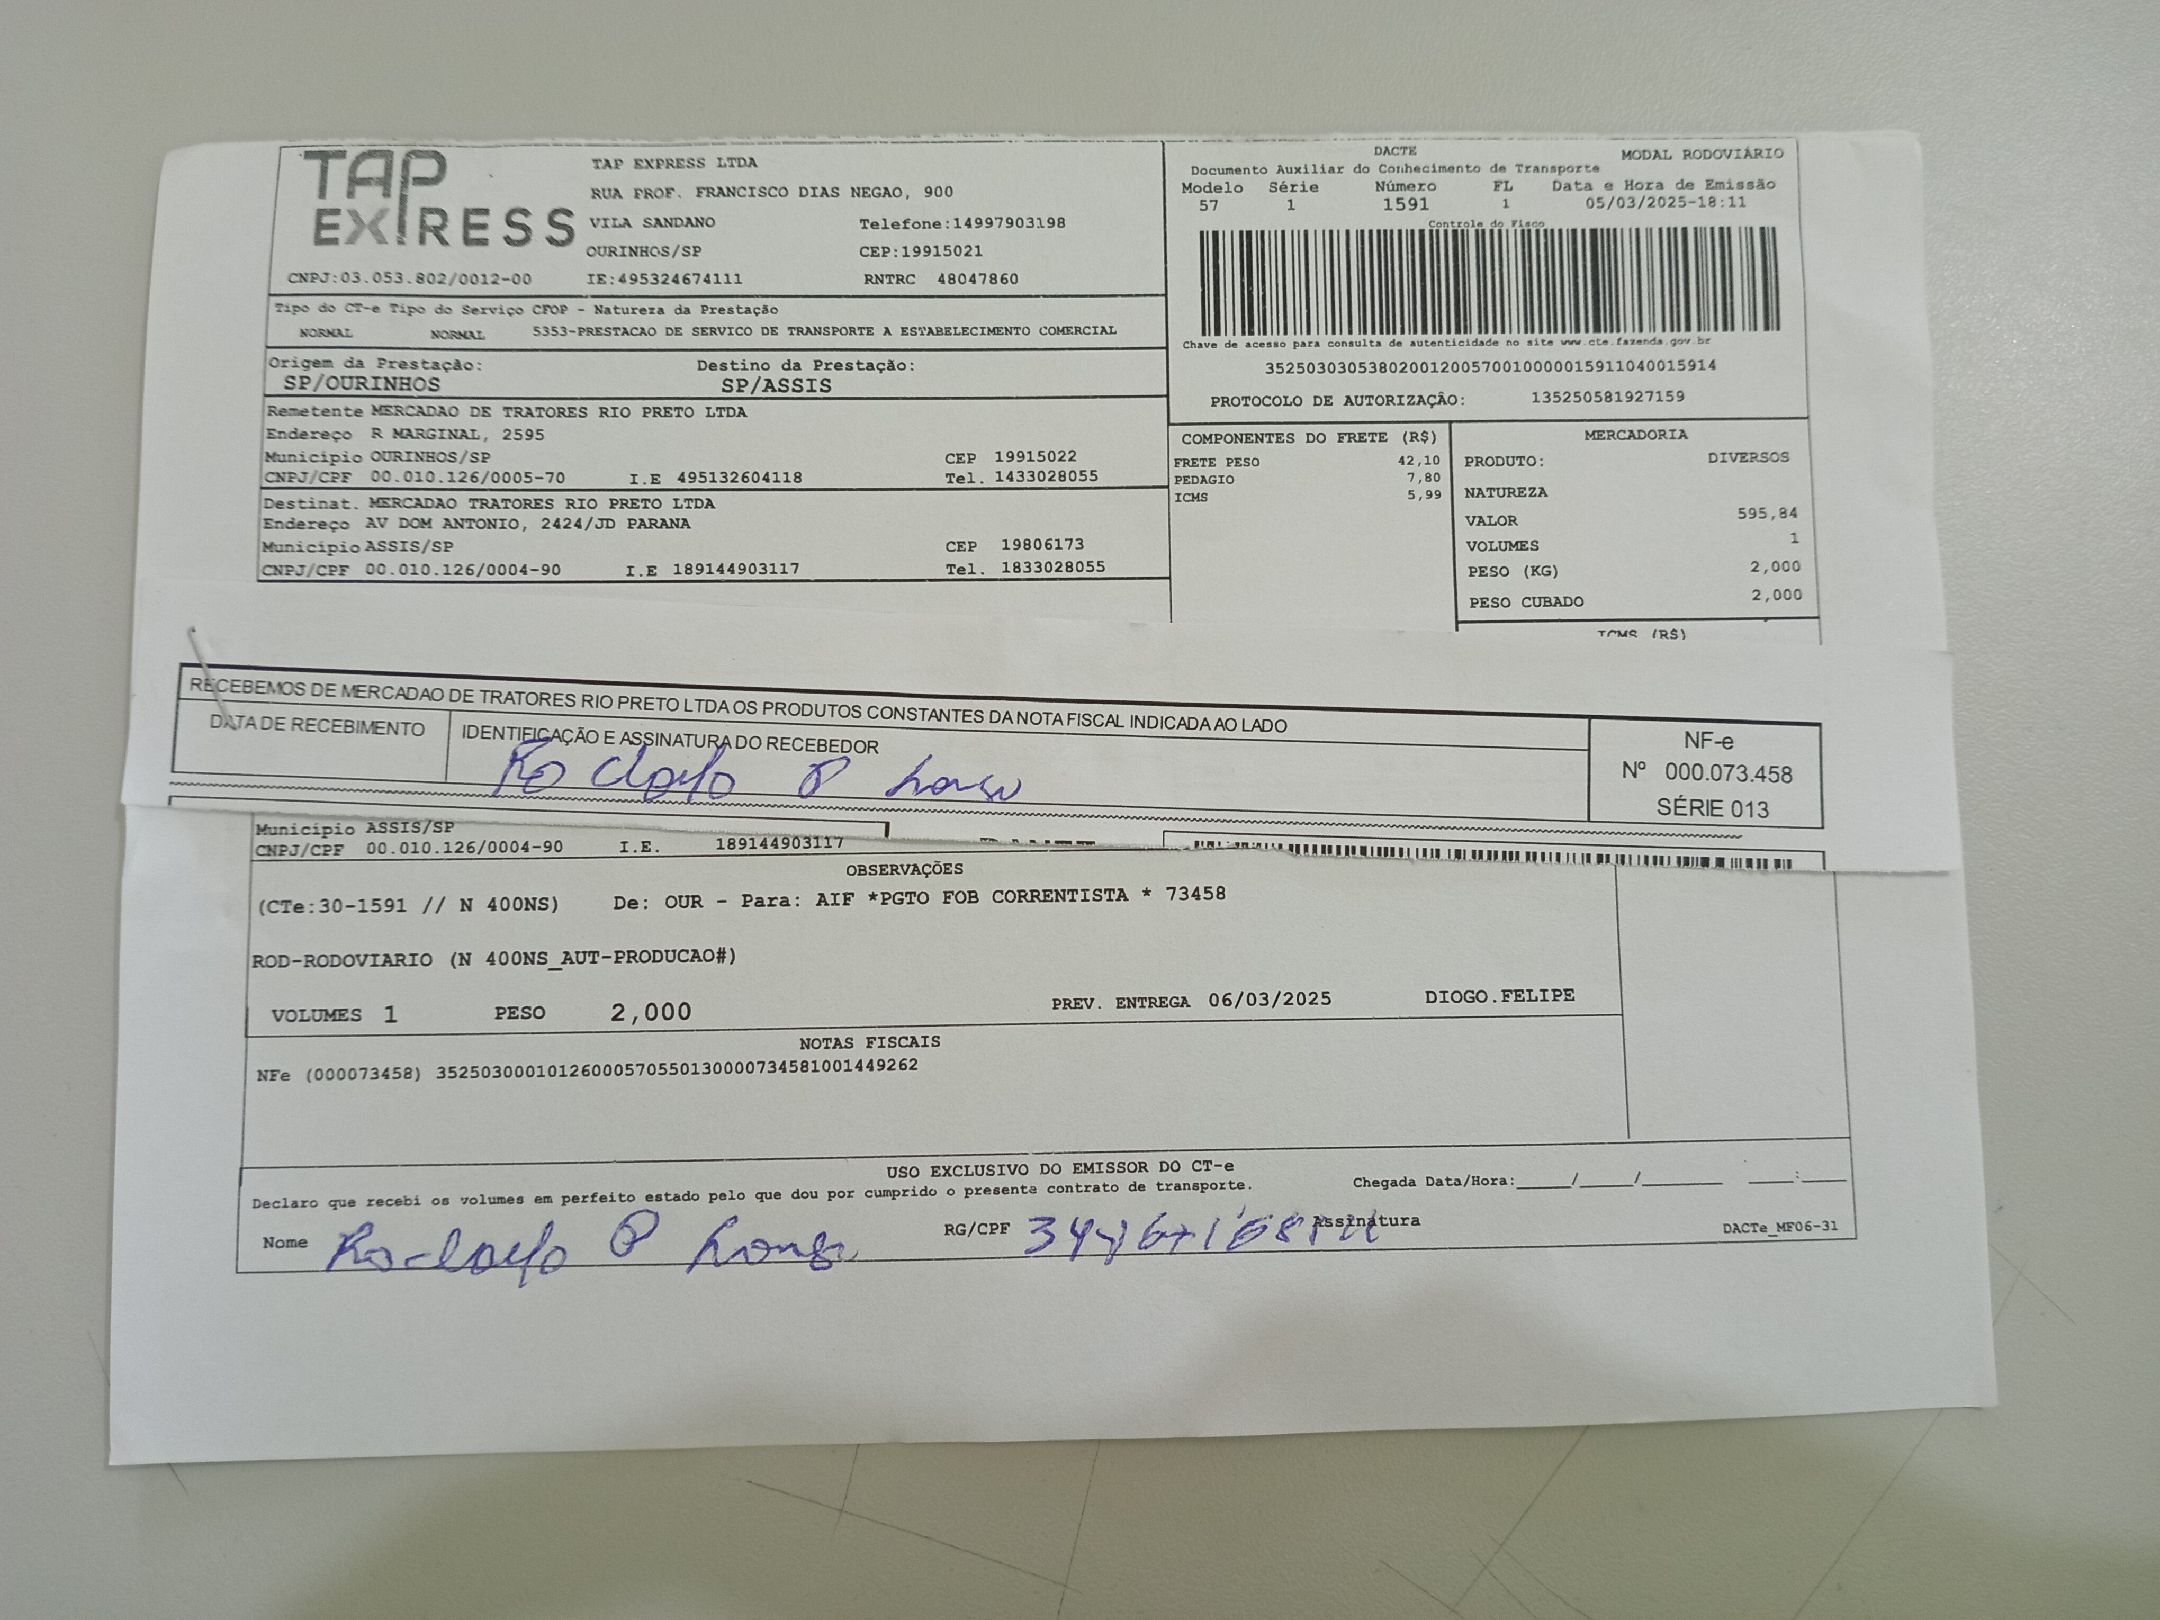 TAP EXPRESS
TAP EXPRESS LTDA
RUA PROF. FRANCISCO DIAS NEGAO, 900
VILA SANDANO Telefone:14997903198
OURINHOS/SP CEP:19915021
CNPJ:03.053.802/0012-00 IE:495324674111 RNTRC 48047860
DACTE MODAL RODOVIÁRIO
Documento Auxiliar do Conhecimento de Transporte
Modelo Série Número FL Data e Hora de Emissão
57 1 1591 1 05/03/2025-18:11
Controle do Fisco
Chave de acesso para consulta de autenticidade no site www.cte.fazenda.gov.br
35250303053802001200570010000015911040015914
PROTOCOLO DE AUTORIZAÇÃO: 135250581927159
Tipo do CT-e Tipo do Serviço CFOP - Natureza da Prestação
NORMAL NORMAL 5353-PRESTACAO DE SERVICO DE TRANSPORTE A ESTABELECIMENTO COMERCIAL
Origem da Prestação: Destino da Prestação:
SP/OURINHOS SP/ASSIS
Remetente MERCADAO DE TRATORES RIO PRETO LTDA
Endereço R MARGINAL, 2595
Município OURINHOS/SP CEP 19915022
CNPJ/CPF 00.010.126/0005-70 I.E 495132604118 Tel. 1433028055
Destinat. MERCADAO TRATORES RIO PRETO LTDA
Endereço AV DOM ANTONIO, 2424/JD PARANA
Município ASSIS/SP CEP 19806173
CNPJ/CPF 00.010.126/0004-90 I.E 189144903117 Tel. 1833028055
COMPONENTES DO FRETE (R$)
FRETE PESO 42,10
PEDAGIO 7,80
ICMS 5,99
MERCADORIA
PRODUTO: DIVERSOS
NATUREZA
VALOR 595,84
VOLUMES 1
PESO (KG) 2,000
PESO CUBADO 2,000
ICMS (R$)
RECEBEMOS DE MERCADAO DE TRATORES RIO PRETO LTDA OS PRODUTOS CONSTANTES DA NOTA FISCAL INDICADA AO LADO
DATA DE RECEBIMENTO IDENTIFICAÇÃO E ASSINATURA DO RECEBEDOR
NF-e
Nº 000.073.458
SÉRIE 013
Município ASSIS/SP
CNPJ/CPF 00.010.126/0004-90 I.E. 189144903117
OBSERVAÇÕES
(CTe:30-1591 // N 400NS) De: OUR - Para: AIF *PGTO FOB CORRENTISTA * 73458
ROD-RODOVIARIO (N 400NS_AUT-PRODUCAO#)
VOLUMES 1 PESO 2,000 PREV. ENTREGA 06/03/2025 DIOGO.FELIPE
NOTAS FISCAIS
NFe (000073458) 35250300010126000570550130000734581001449262
USO EXCLUSIVO DO EMISSOR DO CT-e
Declaro que recebi os volumes em perfeito estado pelo que dou por cumprido o presente contrato de transporte. Chegada Data/Hora:_____/_____/_______ ____:____
Nome RG/CPF Assinatura DACTe_MF06-31